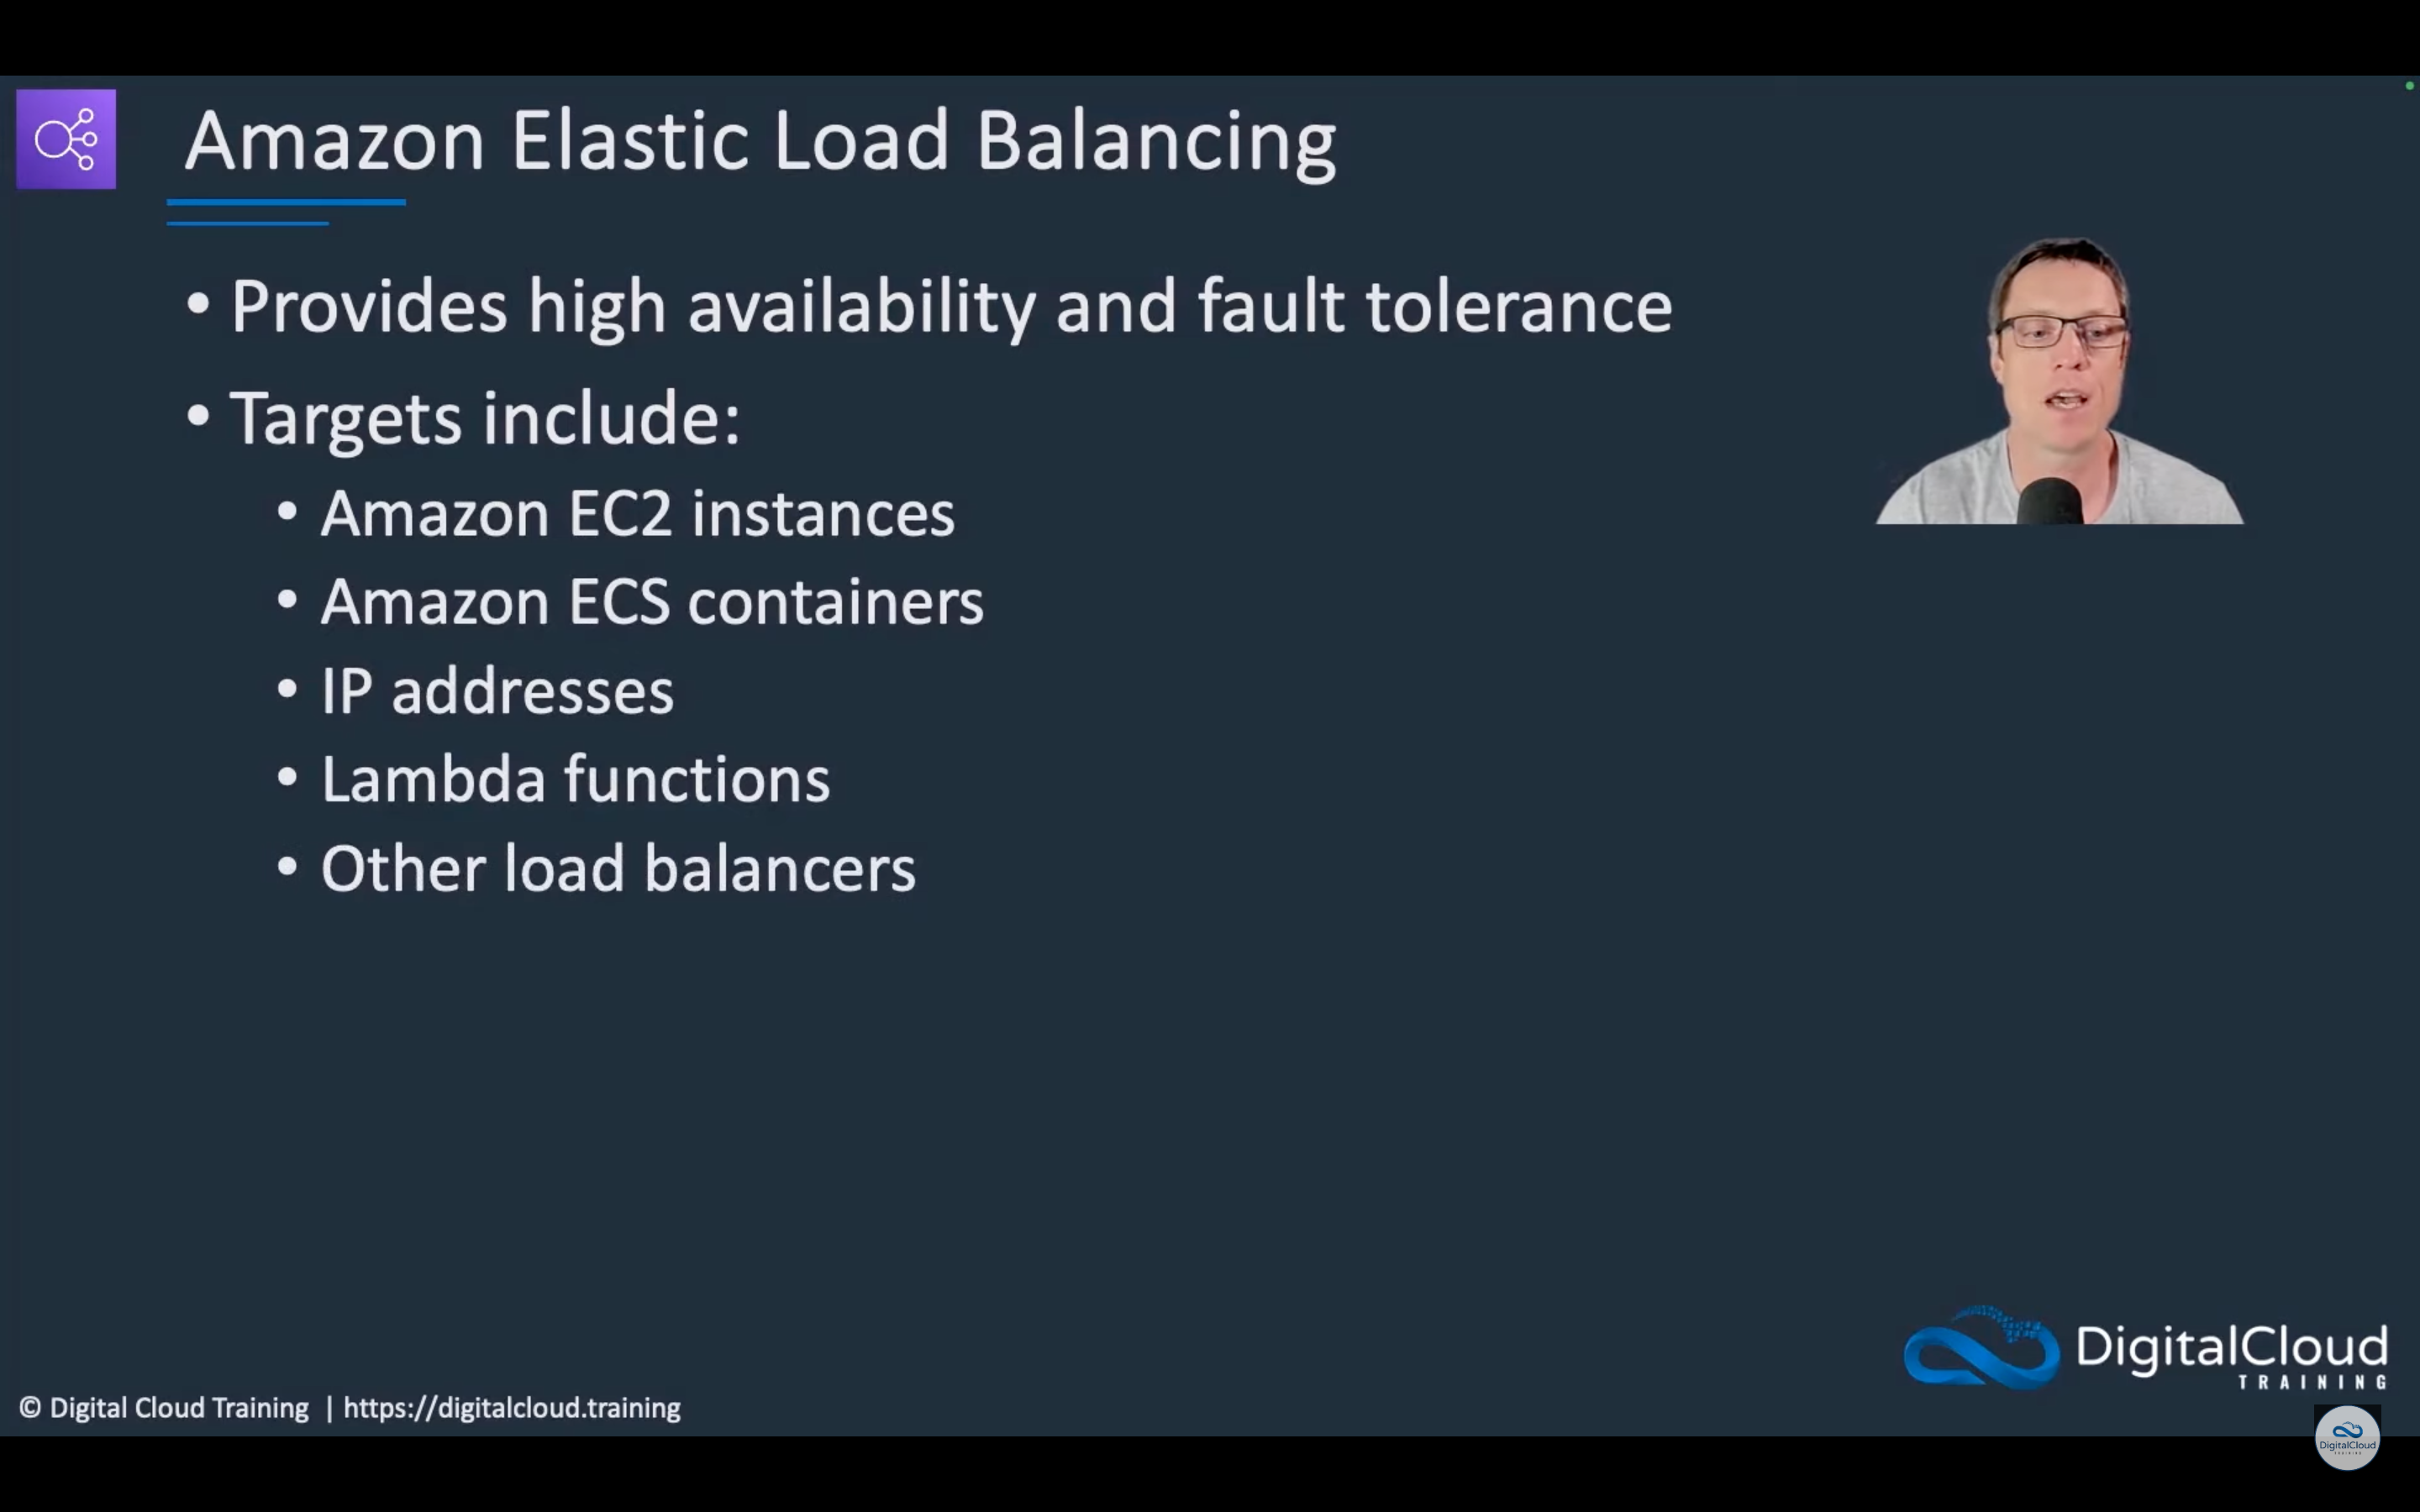 Amazon Elastic Load Balancing
• Provides high availability and fault tolerance
• Targets include:
• Amazon EC2 instances
• Amazon ECS containers
• IP addresses
• Lambda functions
• Other load balancers
DigitalCloud
TRAINING
© Digital Cloud Training | https://digitalcloud.training
DigitalCloud
TRAINING